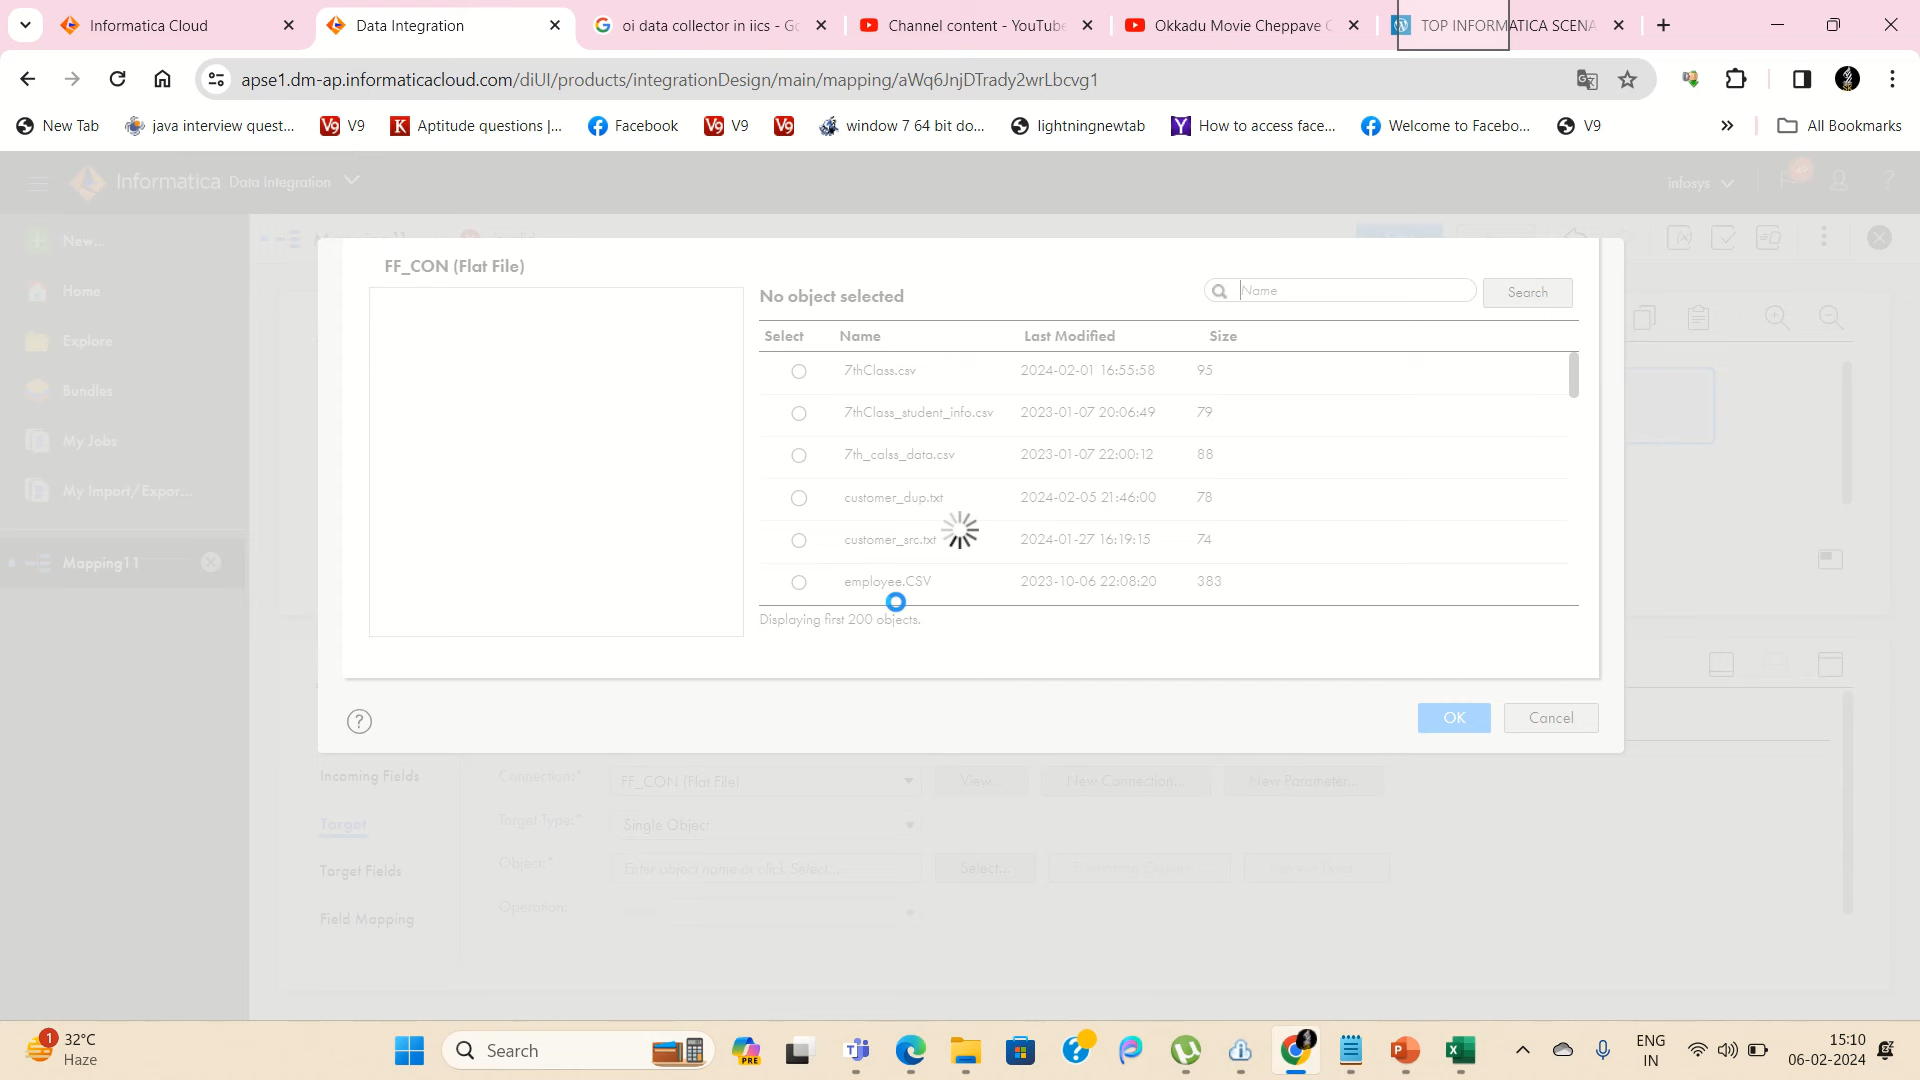 Informatica Cloud
Data Integration
oi data collector in iics - Go
Channel content - YouTube
Okkadu Movie Cheppave C
TOP INFORMATICA SCENA
apse1.dm-ap.informaticacloud.com/diUI/products/integrationDesign/main/mapping/aWq6JnjDTrady2wrLbcvg1
New Tab
java interview quest...
V9
Aptitude questions |...
Facebook
V9
window 7 64 bit do...
lightningnewtab
How to access face...
Welcome to Facebo...
V9
All Bookmarks
Informatica Data Integration
infosys
New...
Home
Explore
Bundles
My Jobs
My Import/Expor...
Mapping11
FF_CON (Flat File)
No object selected
Name
Search
Select Name Last Modified Size
7thClass.csv 2024-02-01 16:55:58 95
7thClass_student_info.csv 2023-01-07 20:06:49 79
7th_calss_data.csv 2023-01-07 22:00:12 88
customer_dup.txt 2024-02-05 21:46:00 78
customer_src.txt 2024-01-27 16:19:15 74
employee.CSV 2023-10-06 22:08:20 383
Displaying first 200 objects.
?
OK Cancel
Incoming Fields
Target
Target Fields
Field Mapping
Connection:* FF_CON (Flat File) View... New Connection... New Parameter...
Target Type:* Single Object
Object:* Enter object name or click Select... Select...
Operation:
1
32°C
Haze
Search
PRE
ENG
IN
15:10
06-02-2024